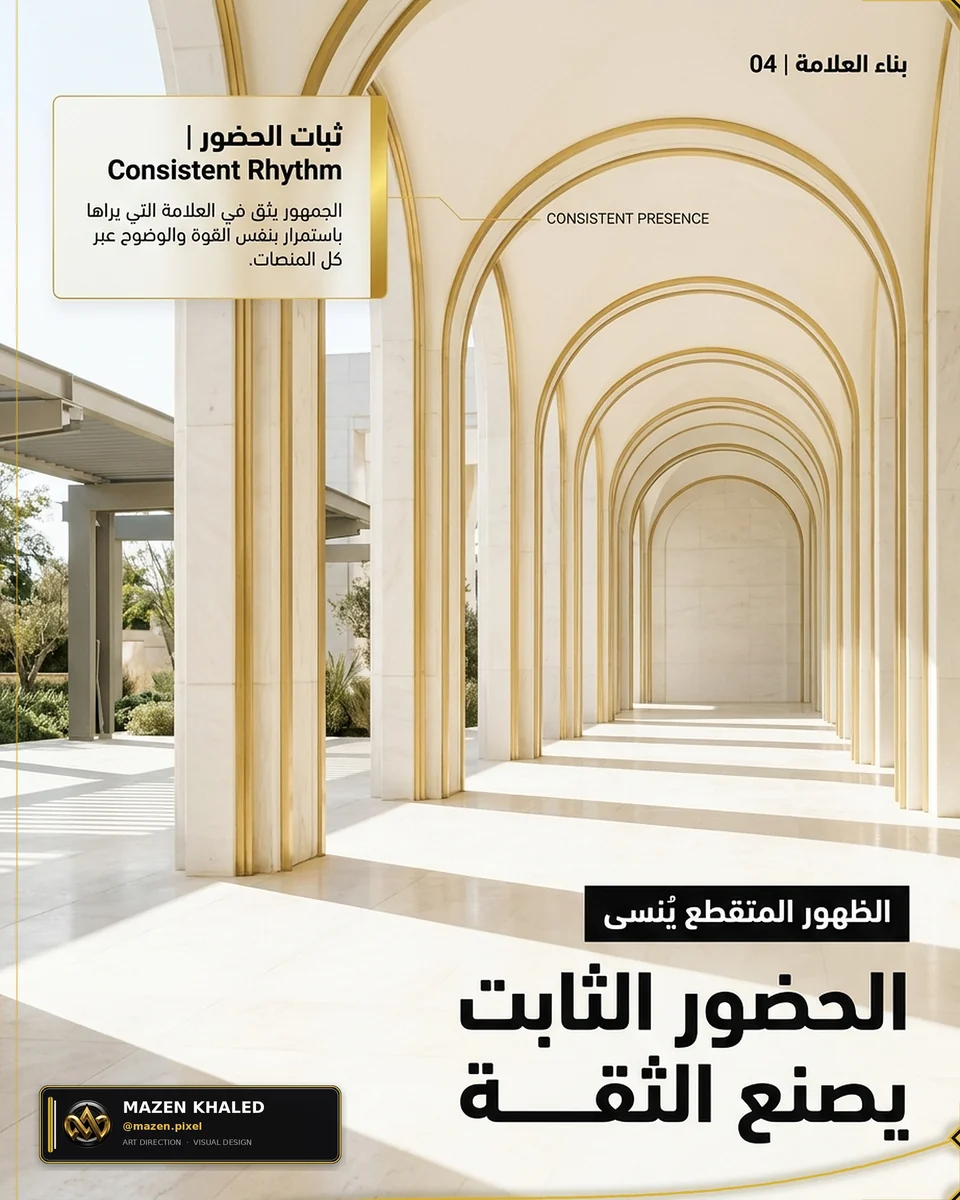 بناء العلامة | 04
ثبات الحضور |
Consistent Rhythm
الجمهور يثق في العلامة التي يراها
باستمرار بنفس القوة والوضوح عبر
كل المنصات.
CONSISTENT PRESENCE
الظهور المتقطع يُنسى
الحضور الثابت
يصنع الثقـــة
MAZEN KHALED
@mazen.pixel
ART DIRECTION · VISUAL DESIGN